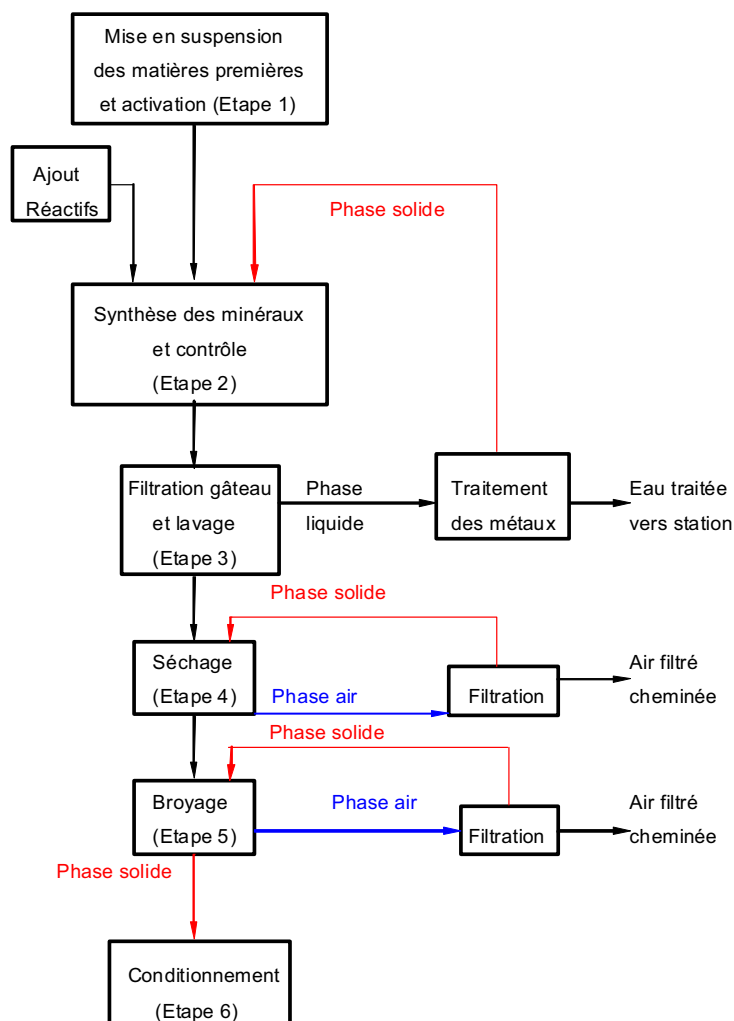 Mise en suspension
des matières premières
et activation (Etape 1)
Ajout
Réactifs
Phase solide
Synthèse des minéraux
et contrôle
(Etape 2)
Filtration gâteau
et lavage
(Etape 3)
Phase
liquide
Traitement
des métaux
Eau traitée
vers station
Phase solide
Séchage
(Etape 4)
Phase air
Filtration
Air filtré
cheminée
Phase solide
Broyage
(Etape 5)
Phase air
Filtration
Air filtré
cheminée
Phase solide
Conditionnement
(Etape 6)